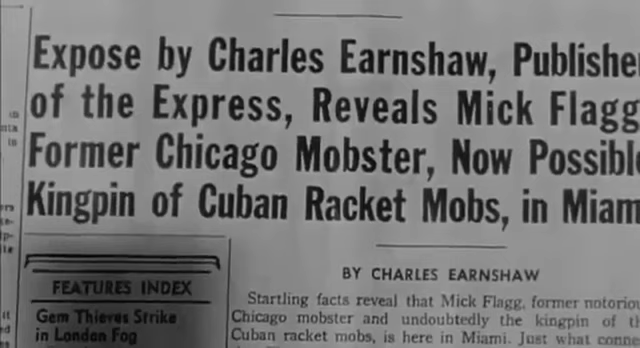 Expose by Charles Earnshaw, Publishe
of the Express, Reveals Mick Flagg
Former Chicago Mobster, Now Possibl
Kingpin of Cuban Racket Mobs, in Miam
BY CHARLES EARNSHAW
Startling facts reveal that Mick Flagg, former notorio
Chicago mobster and undoubtedly the kingpin of th
Cuban racket mobs, is here in Miami. Just what conne
FEATURES INDEX
Gem Thieves Strike
in London Fog